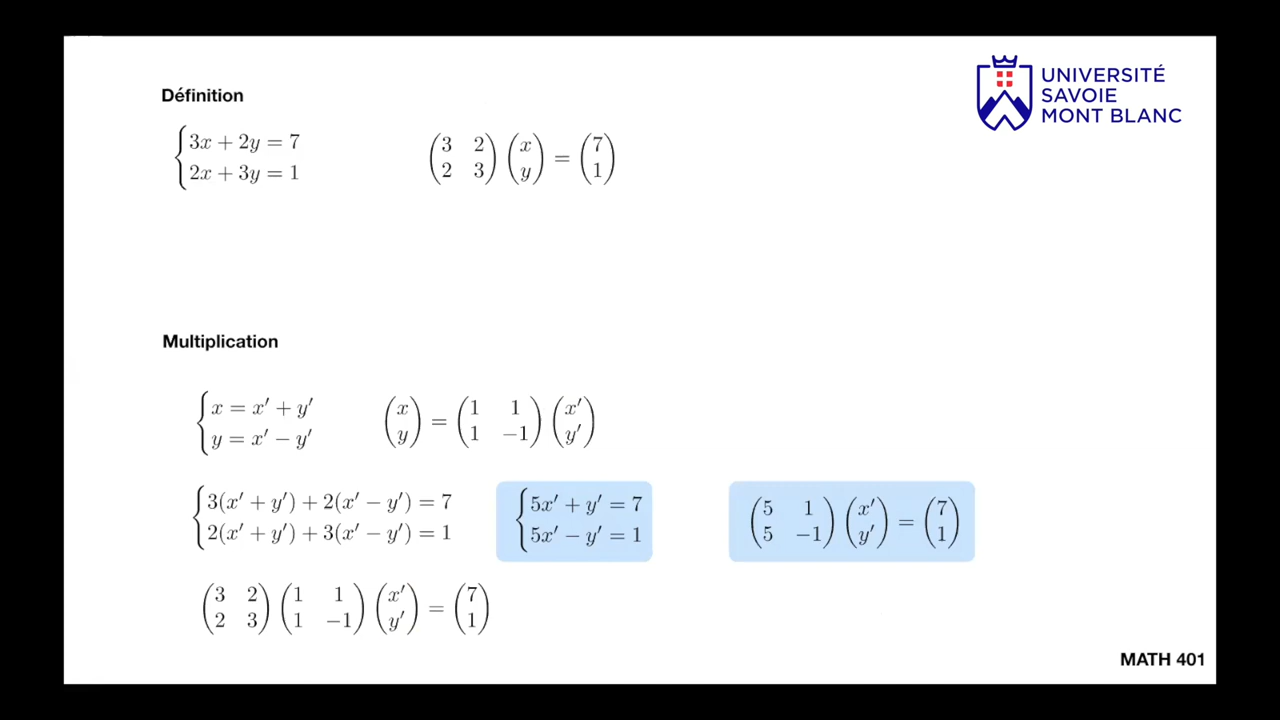 UNIVERSITÉ
SAVOIE
MONT BLANC
Définition
{3x + 2y = 7
{2x + 3y = 1
(3 2) (x) = (7)
(2 3) (y) = (1)
Multiplication
{x = x′ + y′
{y = x′ − y′
(x) = (1 1) (x′)
(y) = (1 −1) (y′)
{3(x′ + y′) + 2(x′ − y′) = 7
{2(x′ + y′) + 3(x′ − y′) = 1
{5x′ + y′ = 7
{5x′ − y′ = 1
(5 1) (x′) = (7)
(5 −1) (y′) = (1)
(3 2) (1 1) (x′) = (7)
(2 3) (1 −1) (y′) = (1)
MATH 401